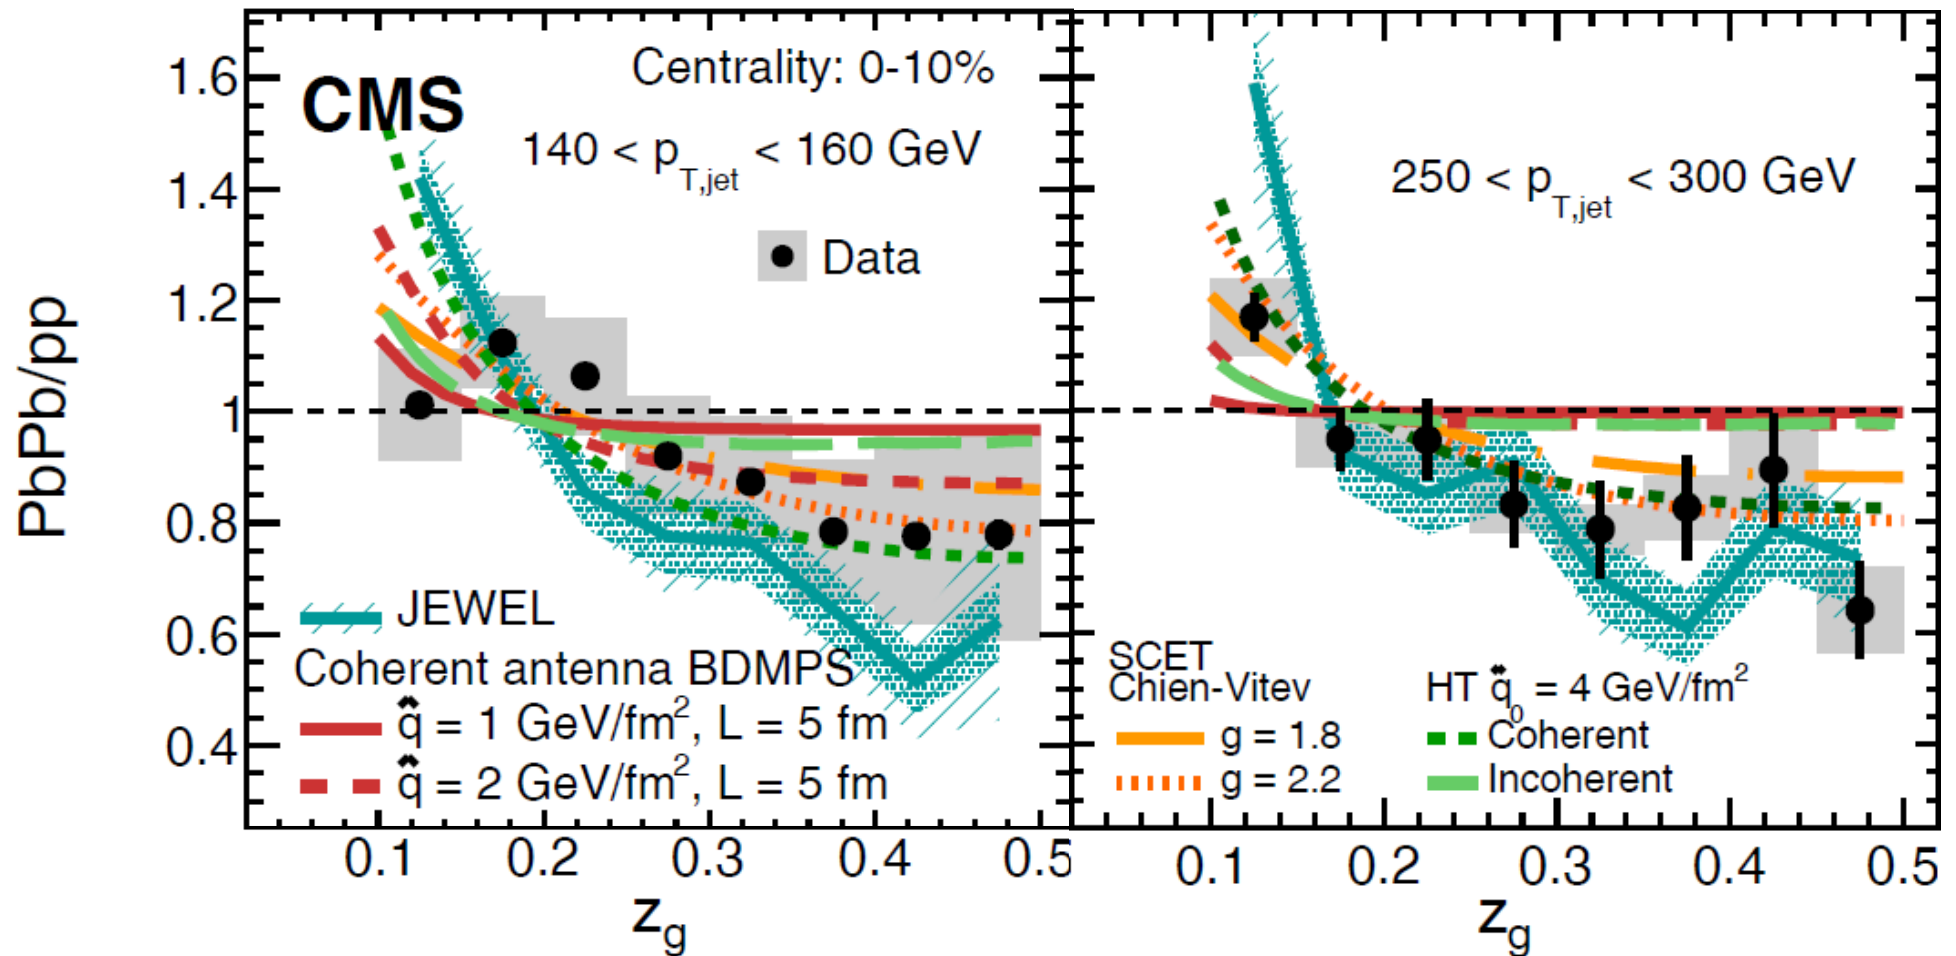 CMS
Centrality: 0-10%
140 < p_T,jet < 160 GeV
Data
JEWEL
Coherent antenna BDMPS
q̂ = 1 GeV/fm², L = 5 fm
q̂ = 2 GeV/fm², L = 5 fm
PbPb/pp
1.6
1.4
1.2
1
0.8
0.6
0.4
0.1 0.2 0.3 0.4 0.5
z_g
250 < p_T,jet < 300 GeV
SCET
Chien-Vitev
g = 1.8
g = 2.2
HT q̂_0 = 4 GeV/fm²
Coherent
Incoherent
0.1 0.2 0.3 0.4 0.5
z_g